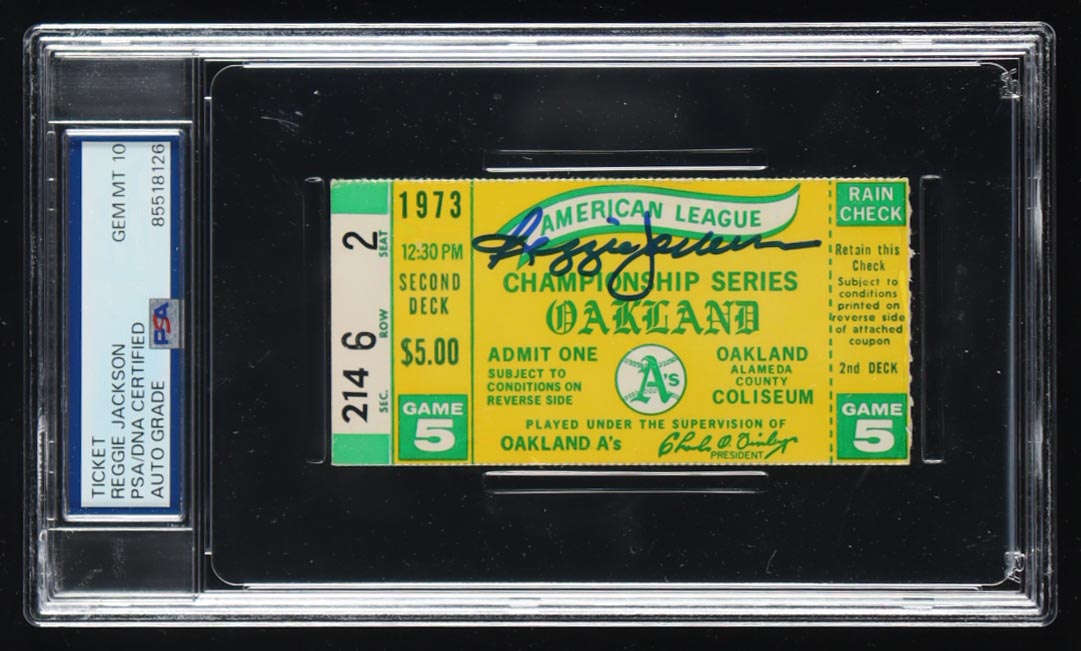 TICKET GEM MT 10
REGGIE JACKSON
PSA/DNA CERTIFIED
AUTO GRADE 85518126
PSA
214 6 2
SEC. ROW SEAT
1973
12:30 PM
SECOND
DECK
$5.00
GAME
5
AMERICAN LEAGUE
Reggie Jackson
CHAMPIONSHIP SERIES
OAKLAND
ADMIT ONE
SUBJECT TO
CONDITIONS ON
REVERSE SIDE
A's
OAKLAND
ALAMEDA
COUNTY
COLISEUM
PLAYED UNDER THE SUPERVISION OF
OAKLAND A's
Charles O. Finley
PRESIDENT
RAIN
CHECK
Retain this
Check
Subject to
conditions
printed on
reverse side
of attached
coupon
2nd DECK
GAME
5